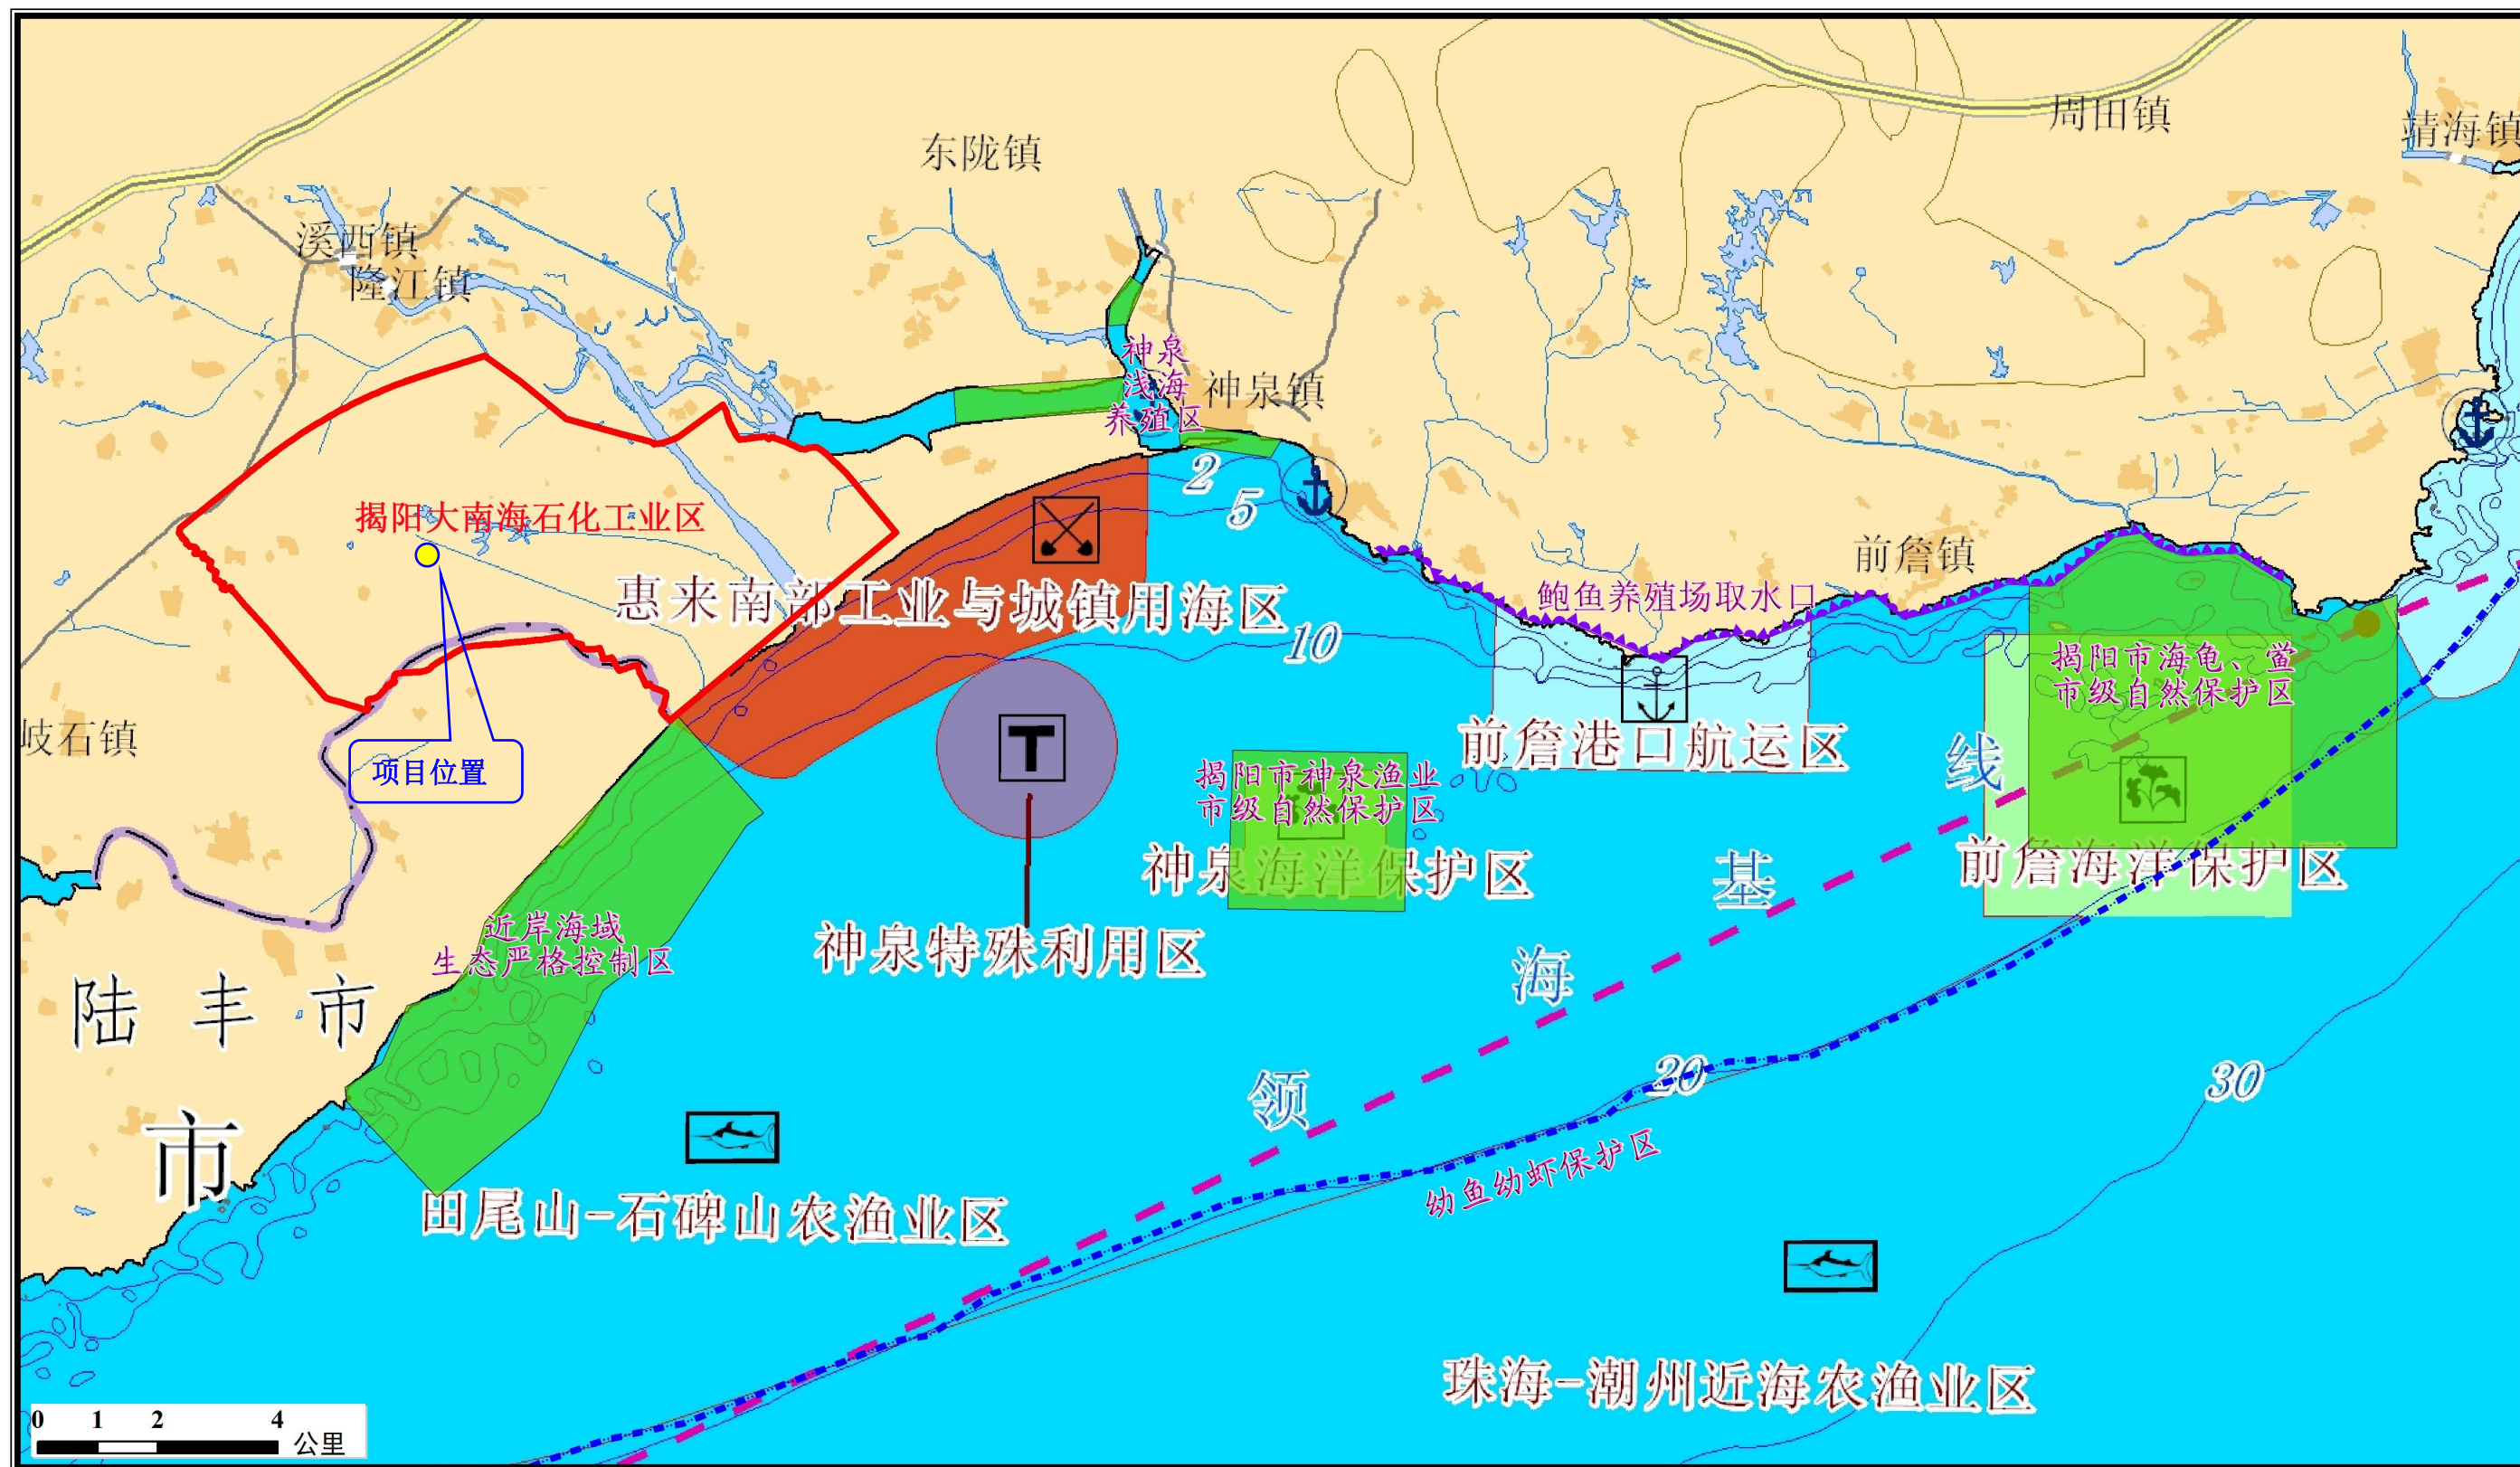 周田镇
靖海镇
东陇镇
溪西镇
隆江镇
神泉
浅海
养殖区
神泉镇
2
5
揭阳大南海石化工业区
前詹镇
惠来南部工业与城镇用海区
鲍鱼养殖场取水口
10
揭阳市海龟、鲎
市级自然保护区
岐石镇
T
前詹港口航运区
线
项目位置
揭阳市神泉渔业
市级自然保护区
神泉海洋保护区
基
前詹海洋保护区
近岸海域
生态严格控制区
神泉特殊利用区
海
陆丰市
领
20
30
市
幼鱼幼虾保护区
田尾山-石碑山农渔业区
珠海-潮州近海农渔业区
0 1 2 4
公里